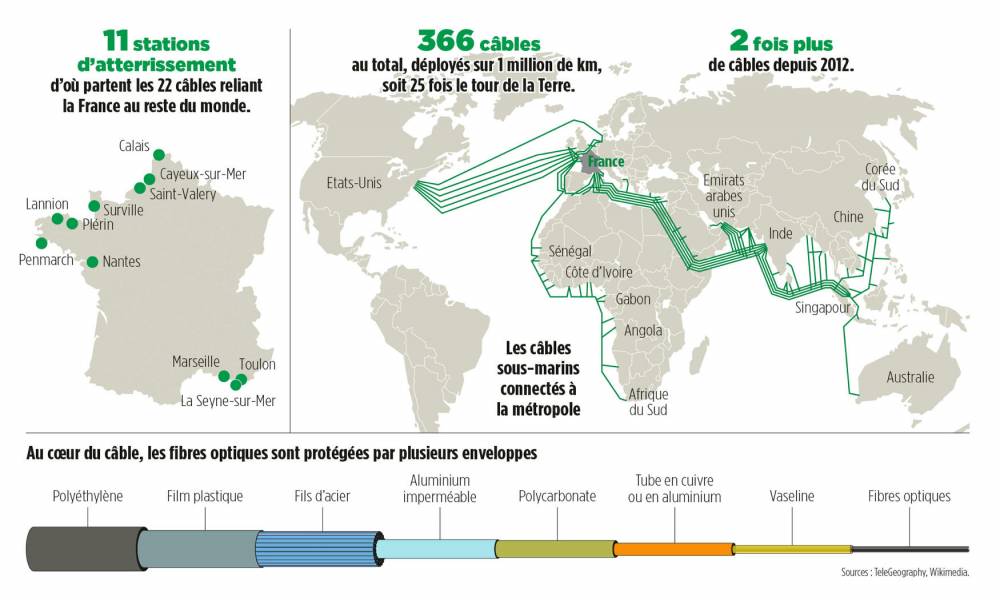 11 stations
d'atterrissement
d'où partent les 22 câbles reliant
la France au reste du monde.
Calais
Cayeux-sur-Mer
Saint-Valery
Lannion
Surville
Plérin
Penmarch
Nantes
Marseille
Toulon
La Seyne-sur-Mer
366 câbles
au total, déployés sur 1 million de km,
soit 25 fois le tour de la Terre.
2 fois plus
de câbles depuis 2012.
Etats-Unis
France
Emirats
arabes
unis
Corée
du Sud
Chine
Inde
Sénégal
Côte d'Ivoire
Gabon
Singapour
Angola
Afrique
du Sud
Australie
Les câbles
sous-marins
connectés à
la métropole
Au cœur du câble, les fibres optiques sont protégées par plusieurs enveloppes
Polyéthylène
Film plastique
Fils d'acier
Aluminium
imperméable
Polycarbonate
Tube en cuivre
ou en aluminium
Vaseline
Fibres optiques
Sources : TeleGeography, Wikimedia.